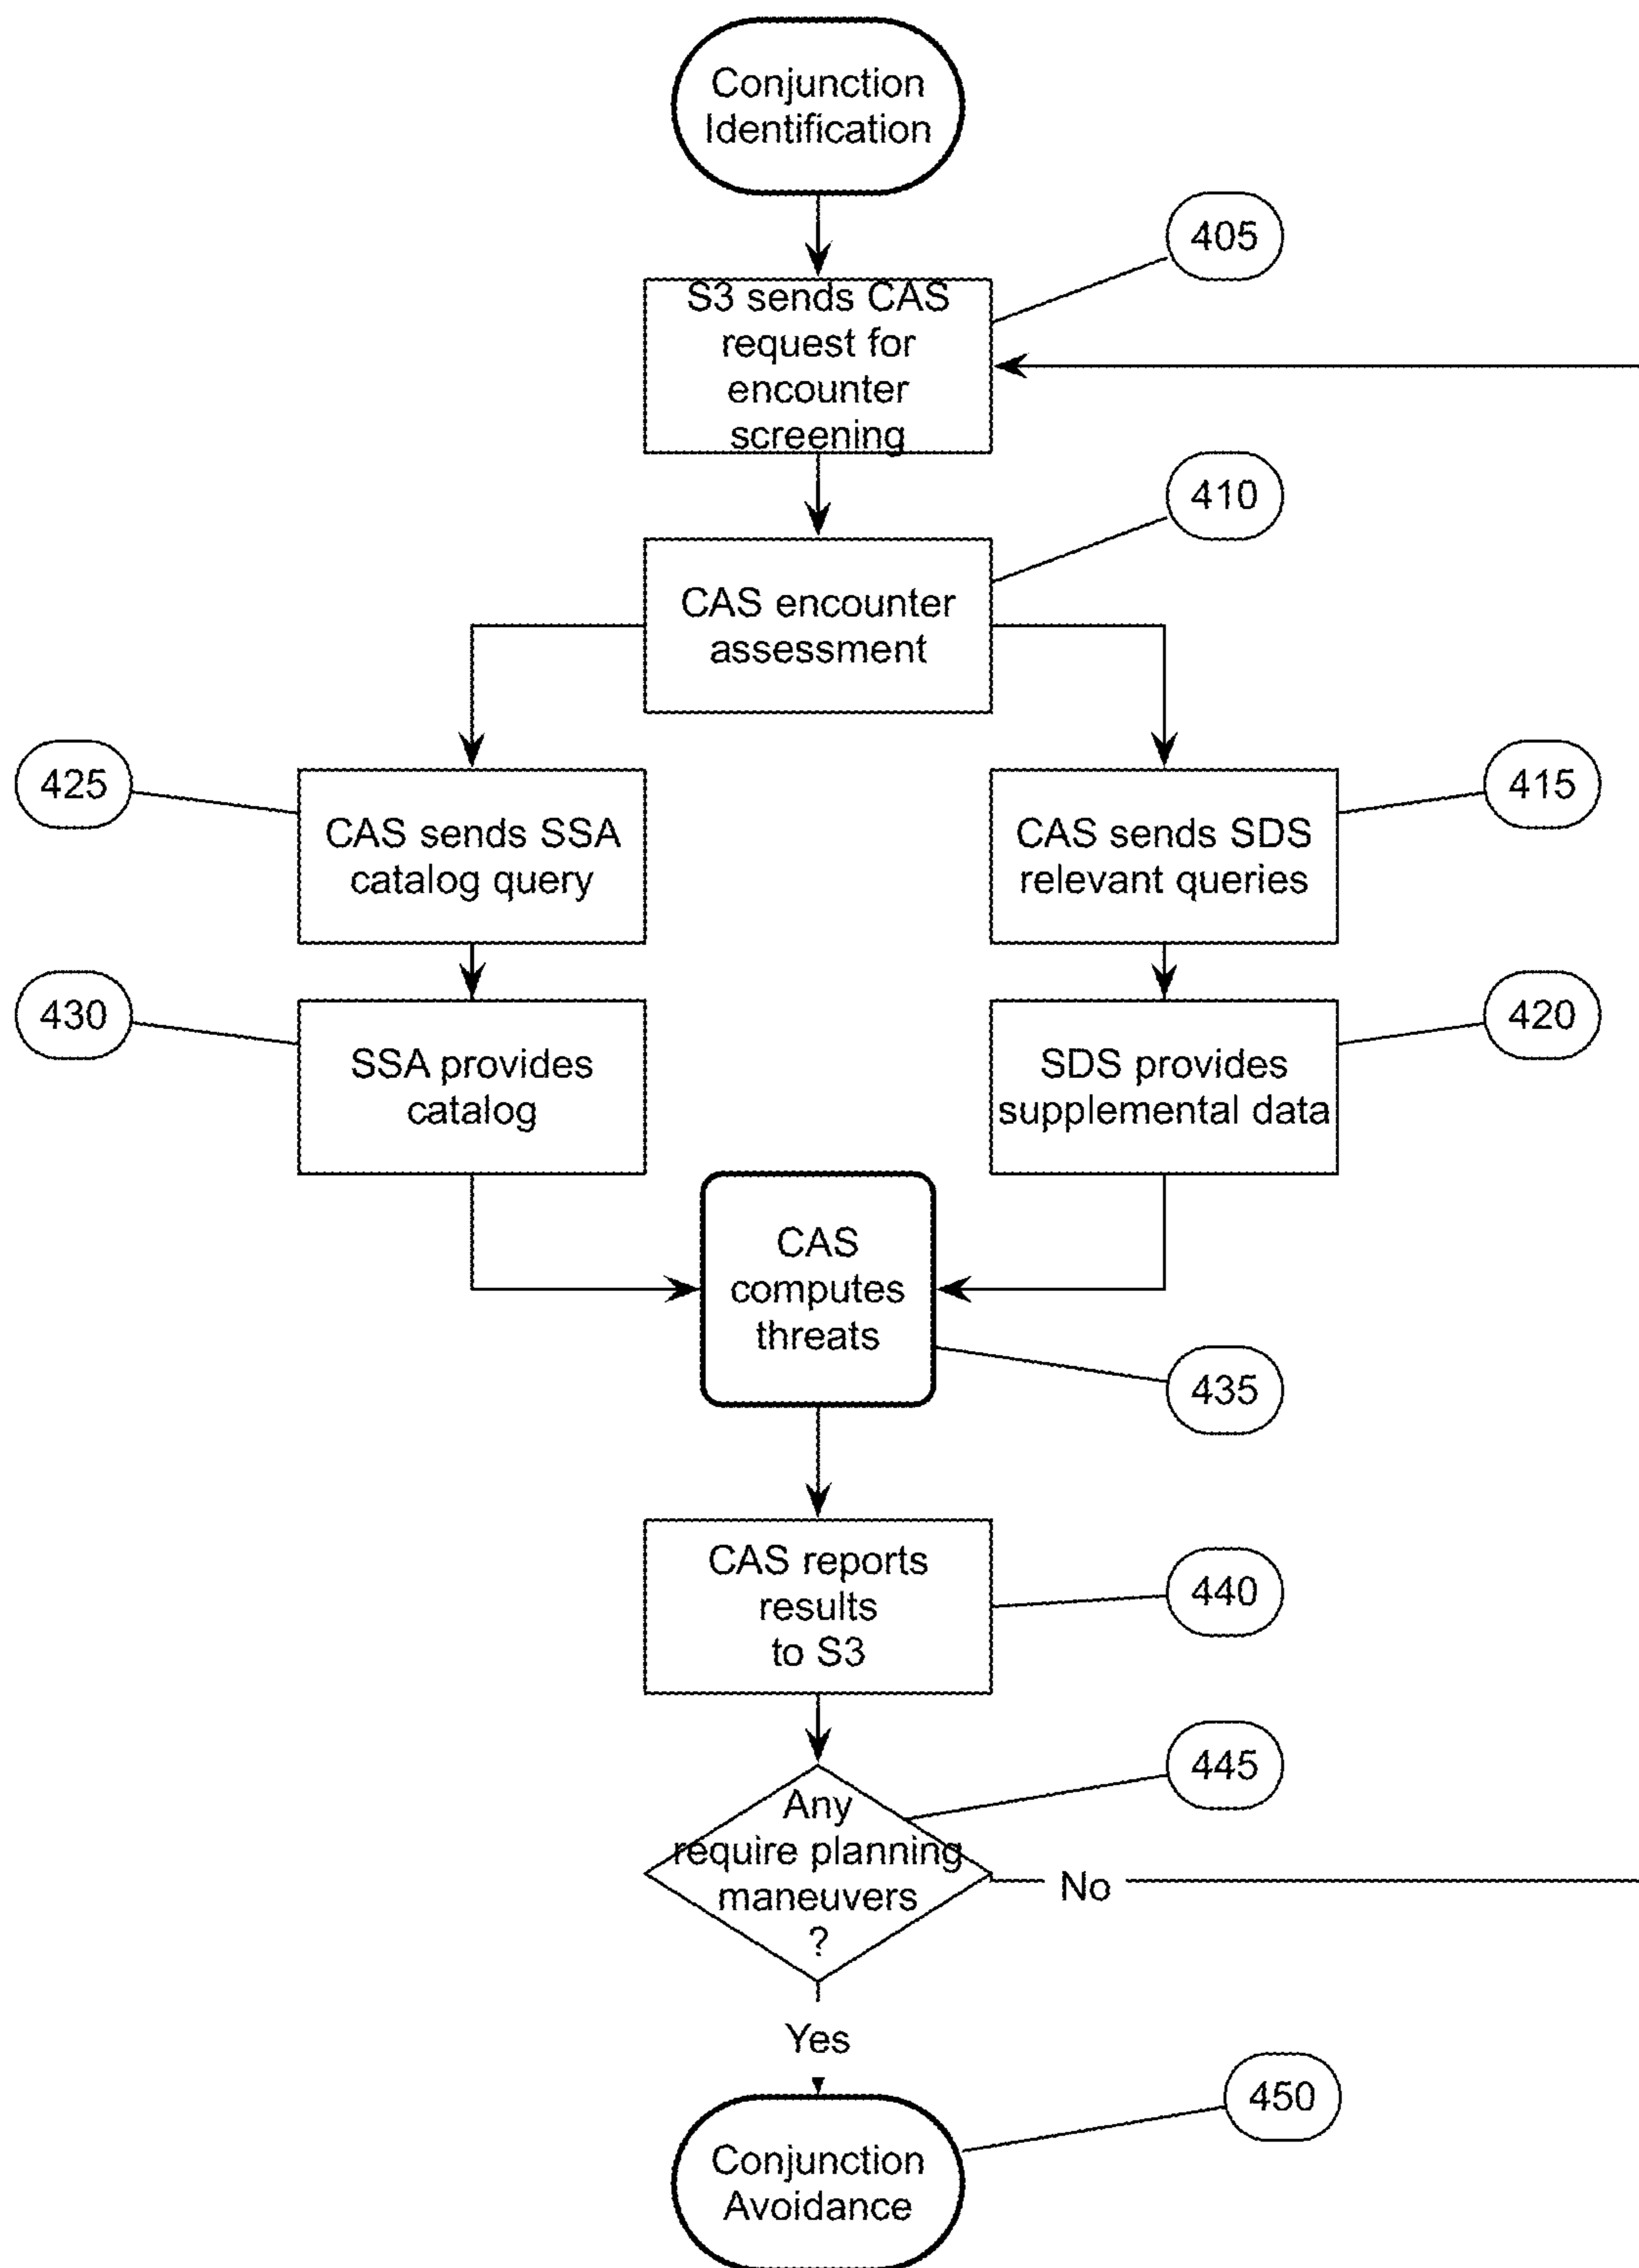 Conjunction
Identification
405
S3 sends CAS
request for
encounter
screening
410
CAS encounter
assessment
425
CAS sends SSA
catalog query
CAS sends SDS
relevant queries
415
430
SSA provides
catalog
SDS provides
supplemental data
420
CAS
computes
threats
435
CAS reports
results
to S3
440
445
Any
require planning
maneuvers
?
No
Yes
450
Conjunction
Avoidance